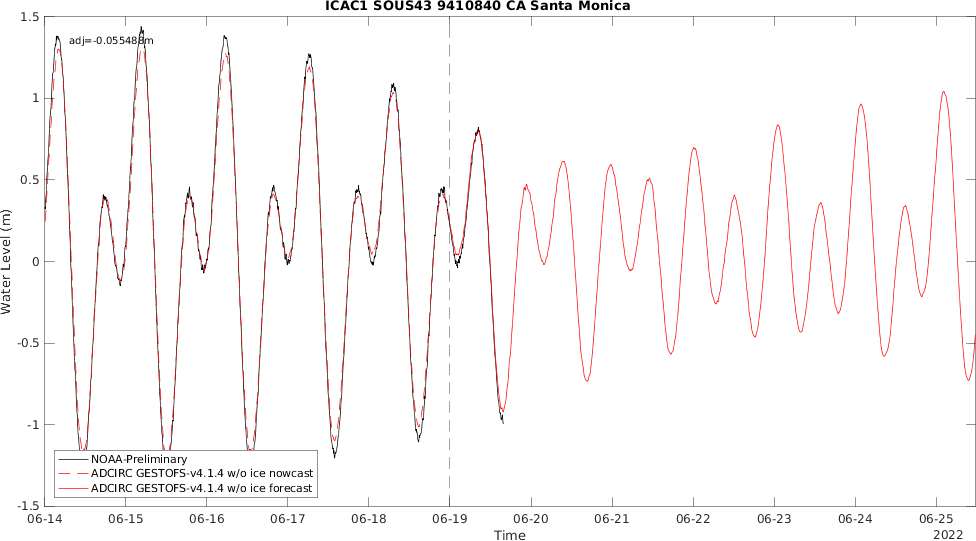 ICAC1 SOUS43 9410840 CA Santa Monica
adj=-0.055488m
Water Level (m)
1.5
1
0.5
0
-0.5
-1
-1.5
NOAA-Preliminary
ADCIRC GESTOFS-v4.1.4 w/o ice nowcast
ADCIRC GESTOFS-v4.1.4 w/o ice forecast
06-14 06-15 06-16 06-17 06-18 06-19 06-20 06-21 06-22 06-23 06-24 06-25
Time
2022